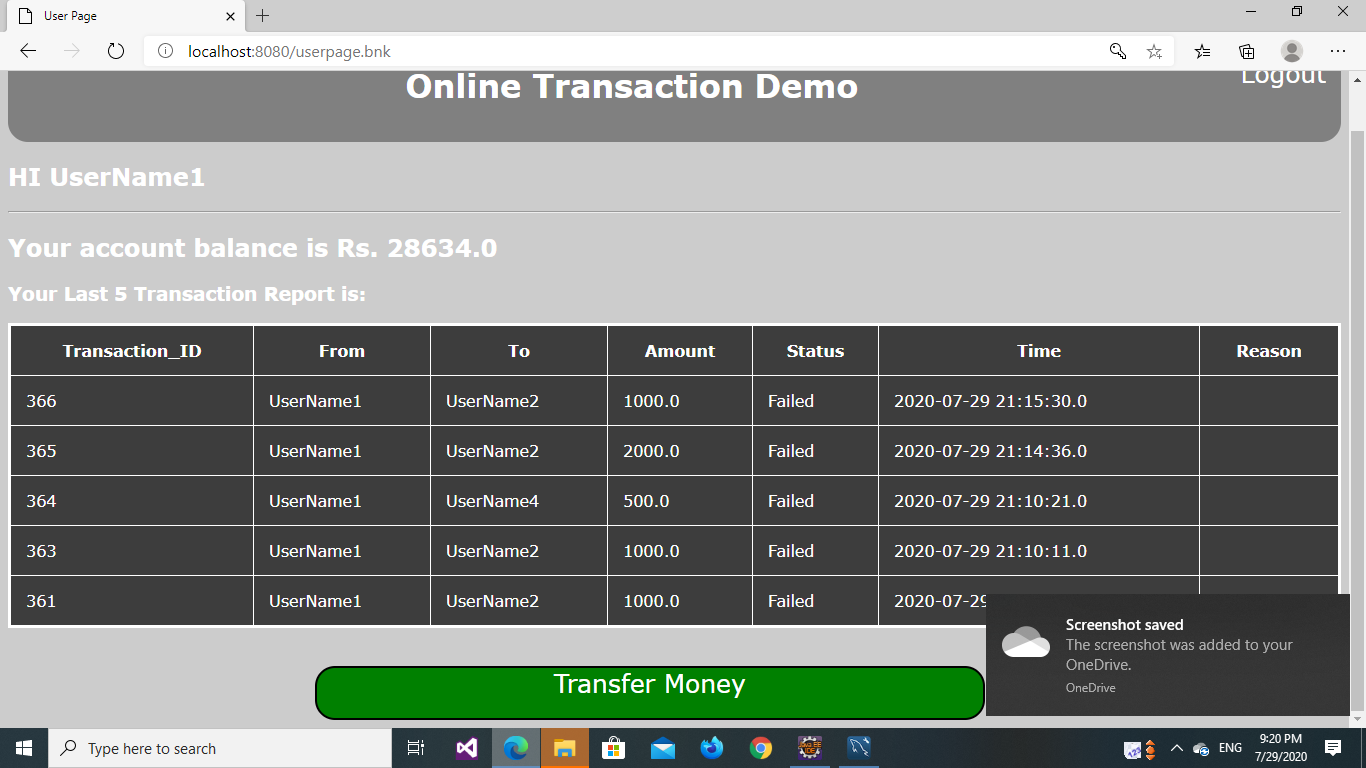 User Page
localhost:8080/userpage.bnk
Online Transaction Demo
Logout
HI UserName1
Your account balance is Rs. 28634.0
Your Last 5 Transaction Report is:
Transaction_ID From To Amount Status Time Reason
366 UserName1 UserName2 1000.0 Failed 2020-07-29 21:15:30.0
365 UserName1 UserName2 2000.0 Failed 2020-07-29 21:14:36.0
364 UserName1 UserName4 500.0 Failed 2020-07-29 21:10:21.0
363 UserName1 UserName2 1000.0 Failed 2020-07-29 21:10:11.0
361 UserName1 UserName2 1000.0 Failed 2020-07-29
Screenshot saved
The screenshot was added to your
OneDrive.
OneDrive
Transfer Money
Type here to search
ENG
9:20 PM
7/29/2020